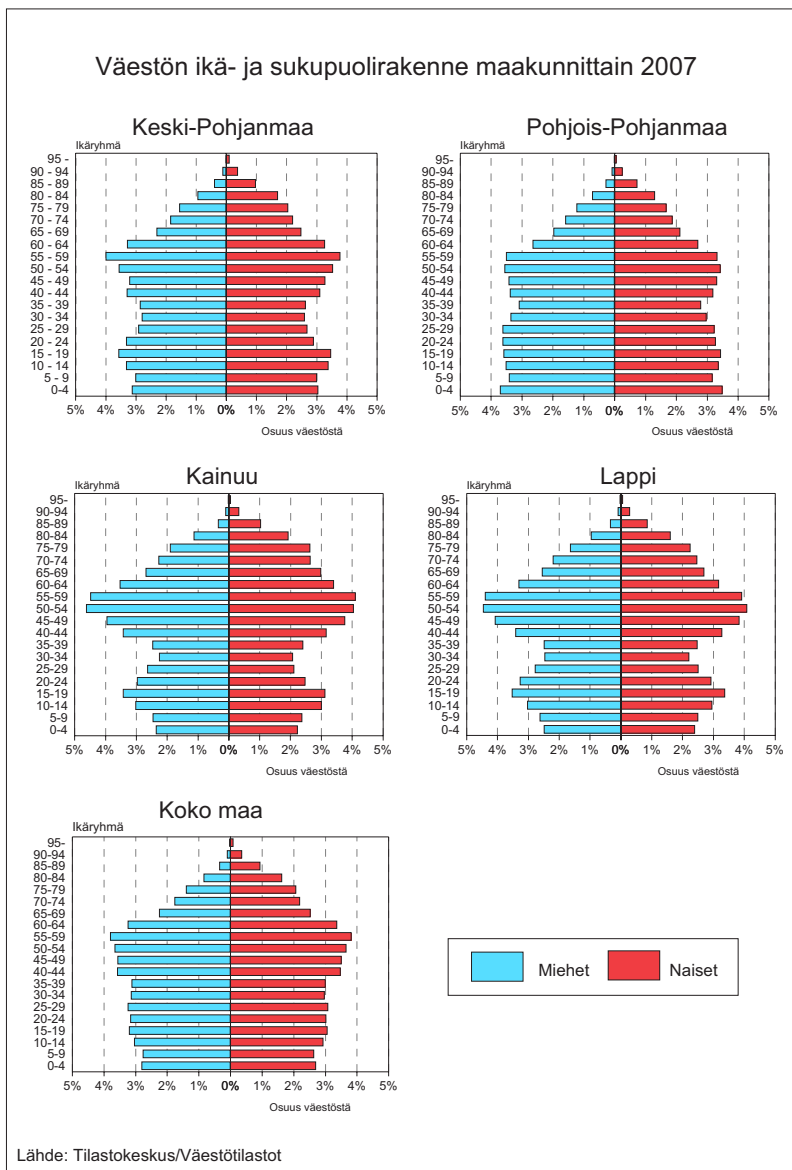 Väestön ikä- ja sukupuolirakenne maakunnittain 2007
Keski-Pohjanmaa
Ikäryhmä
95 -
90 - 94
85 - 89
80 - 84
75 - 79
70 - 74
65 - 69
60 - 64
55 - 59
50 - 54
45 - 49
40 - 44
35 - 39
30 - 34
25 - 29
20 - 24
15 - 19
10 - 14
5 - 9
0-4
5% 4% 3% 2% 1% 0% 1% 2% 3% 4% 5%
Osuus väestöstä
Pohjois-Pohjanmaa
Ikäryhmä
95-
90-94
85-89
80-84
75-79
70-74
65-69
60-64
55-59
50-54
45-49
40-44
35-39
30-34
25-29
20-24
15-19
10-14
5-9
0-4
5% 4% 3% 2% 1% 0% 1% 2% 3% 4% 5%
Osuus väestöstä
Kainuu
Ikäryhmä
95-
90-94
85-89
80-84
75-79
70-74
65-69
60-64
55-59
50-54
45-49
40-44
35-39
30-34
25-29
20-24
15-19
10-14
5-9
0-4
5% 4% 3% 2% 1% 0% 1% 2% 3% 4% 5%
Osuus väestöstä
Lappi
Ikäryhmä
95-
90-94
85-89
80-84
75-79
70-74
65-69
60-64
55-59
50-54
45-49
40-44
35-39
30-34
25-29
20-24
15-19
10-14
5-9
0-4
5% 4% 3% 2% 1% 0% 1% 2% 3% 4% 5%
Osuus väestöstä
Koko maa
Ikäryhmä
95-
90-94
85-89
80-84
75-79
70-74
65-69
60-64
55-59
50-54
45-49
40-44
35-39
30-34
25-29
20-24
15-19
10-14
5-9
0-4
5% 4% 3% 2% 1% 0% 1% 2% 3% 4% 5%
Osuus väestöstä
Miehet Naiset
Lähde: Tilastokeskus/Väestötilastot